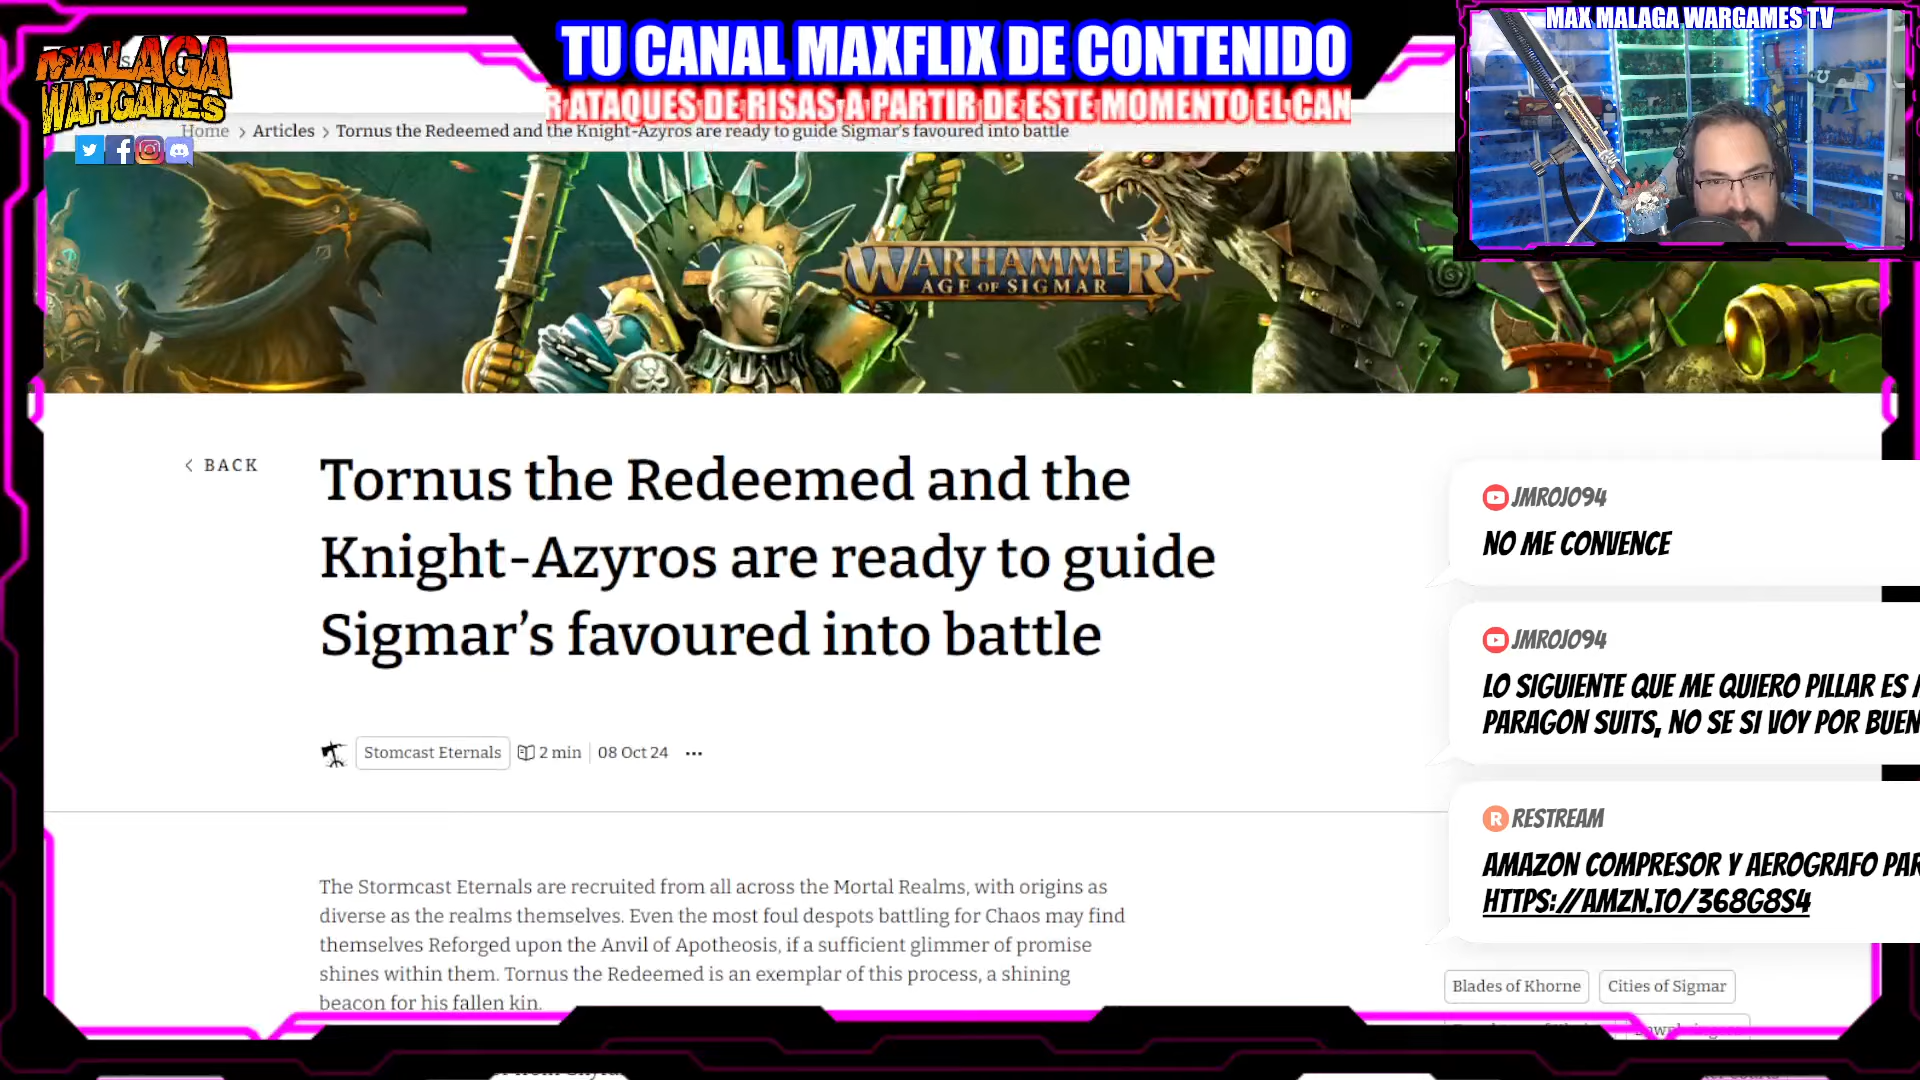 MALAGA
WARGAMES
TU CANAL MAXFLIX DE CONTENIDO
R ATAQUES DE RISAS A PARTIR DE ESTE MOMENTO EL CAN
MAX MALAGA WARGAMES TV
Home > Articles > Tornus the Redeemed and the Knight-Azyros are ready to guide Sigmar's favoured into battle
WARHAMMER
AGE OF SIGMAR
< BACK
Tornus the Redeemed and the
Knight-Azyros are ready to guide
Sigmar’s favoured into battle
Stomcast Eternals 2 min 08 Oct 24 ...
The Stormcast Eternals are recruited from all across the Mortal Realms, with origins as
diverse as the realms themselves. Even the most foul despots battling for Chaos may find
themselves Reforged upon the Anvil of Apotheosis, if a sufficient glimmer of promise
shines within them. Tornus the Redeemed is an exemplar of this process, a shining
beacon for his fallen kin.
JMROJO94
NO ME CONVENCE
JMROJO94
LO SIGUIENTE QUE ME QUIERO PILLAR ES
PARAGON SUITS, NO SE SI VOY POR BUEN
RESTREAM
AMAZON COMPRESOR Y AEROGRAFO PAR
HTTPS://AMZN.TO/368G8S4
Blades of Khorne Cities of Sigmar